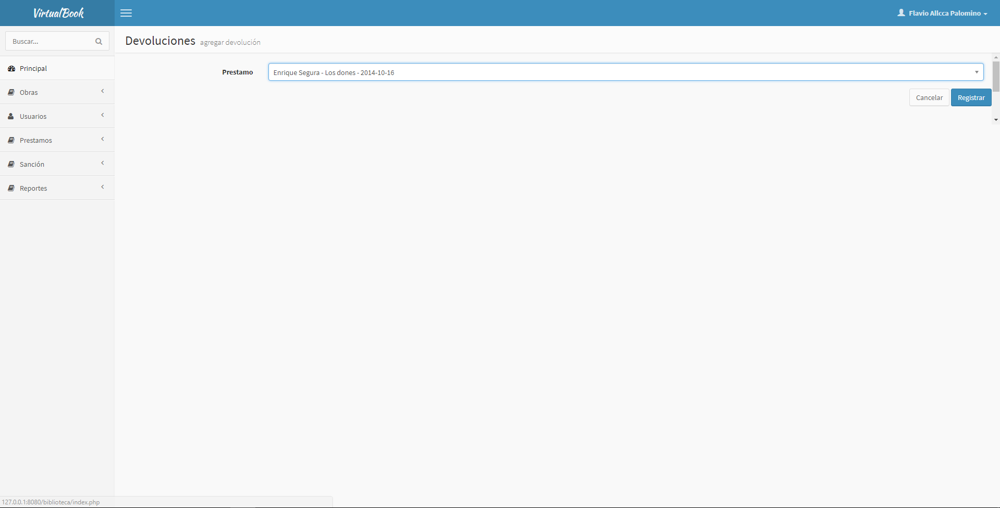 VirtualBook
Flavio Allcca Palomino
Buscar...
Devoluciones agregar devolución
Principal
Prestamo
Enrique Segura - Los dones - 2014-10-16
Obras
Cancelar
Registrar
Usuarios
Prestamos
Sanción
Reportes
127.0.0.1:8080/biblioteca/index.php